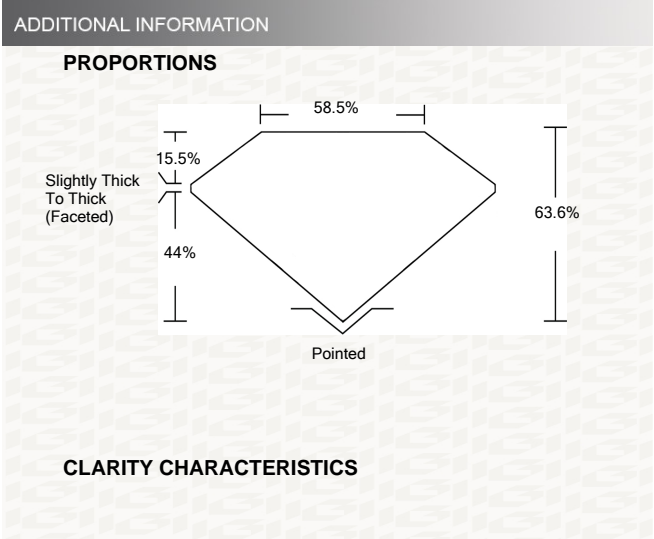 ADDITIONAL INFORMATION
PROPORTIONS
58.5%
15.5%
Slightly Thick
To Thick
(Faceted)
63.6%
44%
Pointed
CLARITY CHARACTERISTICS